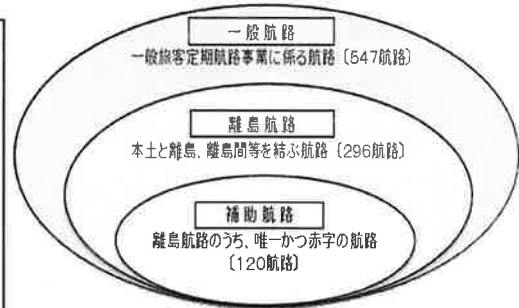 一般航路
一般旅客定期航路事業に係る航路〔547航路〕
離島航路
本土と離島、離島間等を結ぶ航路〔296航路〕
補助航路
離島航路のうち、唯一かつ赤字の航路
〔120航路〕